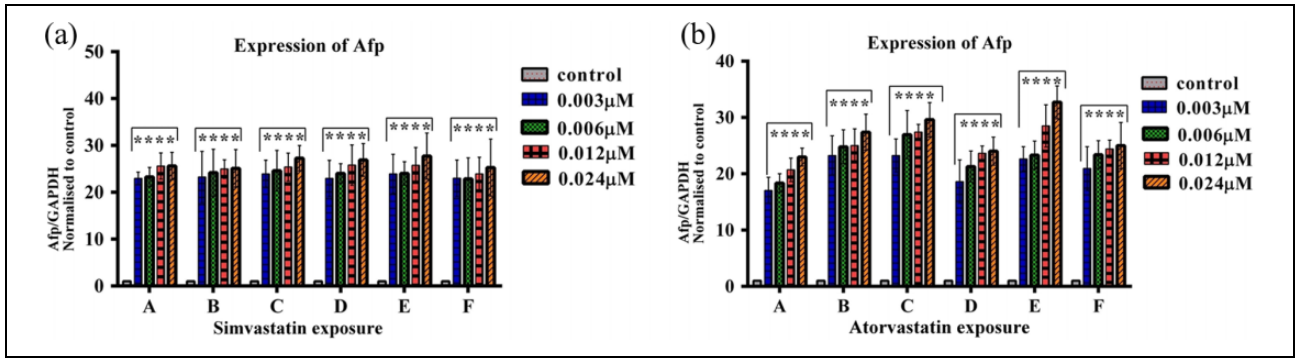 (a)
Expression of Afp
50
40
30
20
10
0
Afp/GAPDH
Normalised to control
**** **** **** **** **** ****
A B C D E F
Simvastatin exposure
control
0.003μM
0.006μM
0.012μM
0.024μM
(b)
Expression of Afp
40
30
20
10
0
Afp/GAPDH
Normalised to control
**** **** **** **** **** ****
A B C D E F
Atorvastatin exposure
control
0.003μM
0.006μM
0.012μM
0.024μM